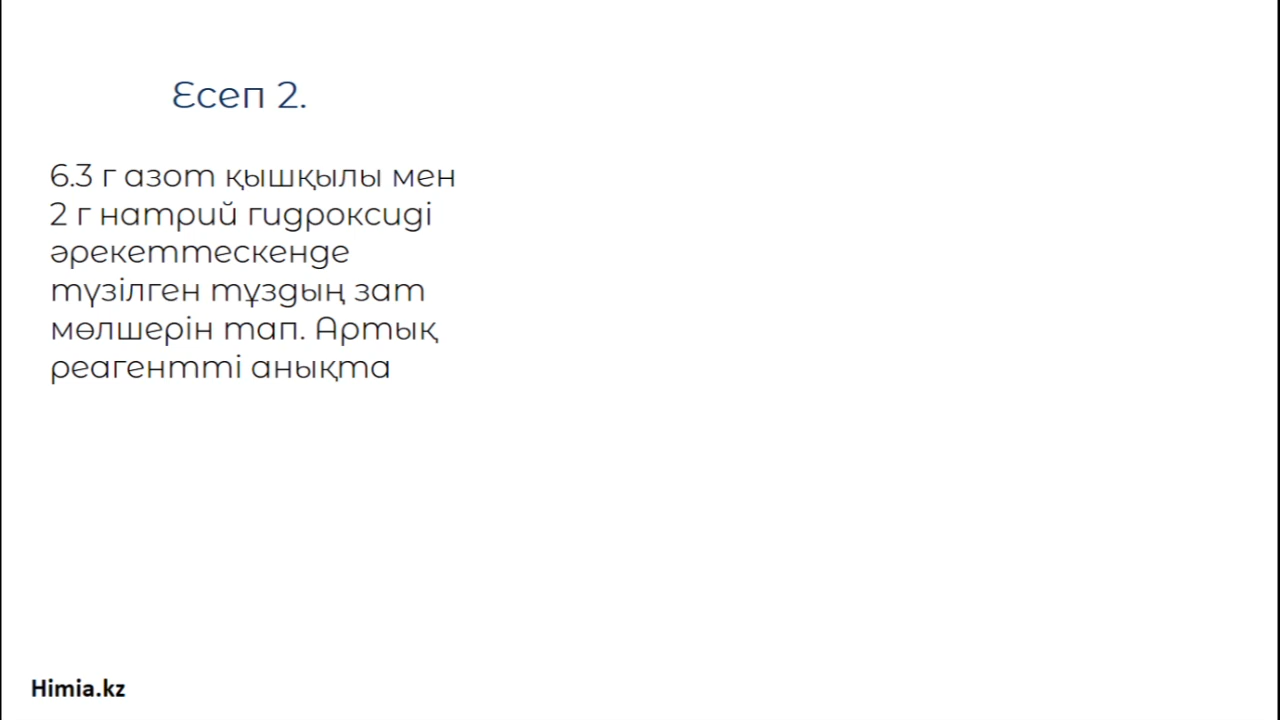 Есеп 2.
6.3 г азот қышқылы мен
2 г натрий гидроксиді
әрекеттескенде
түзілген тұздың зат
мөлшерін тап. Артық
реагентті анықта
Himia.kz